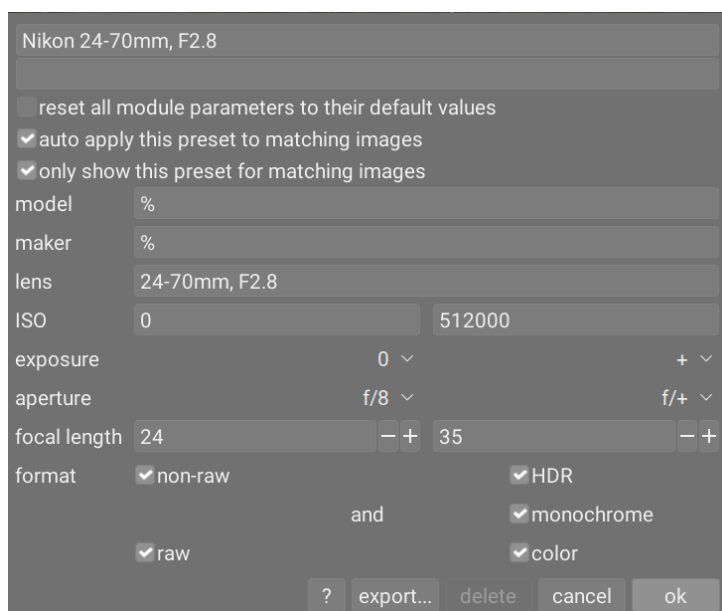 Nikon 24-70mm, F2.8
reset all module parameters to their default values
auto apply this preset to matching images
only show this preset for matching images
model %
maker %
lens 24-70mm, F2.8
ISO 0 512000
exposure 0 +
aperture f/8 f/+
focal length 24 − + 35 − +
format non-raw HDR
and monochrome
raw color
? export... delete cancel ok